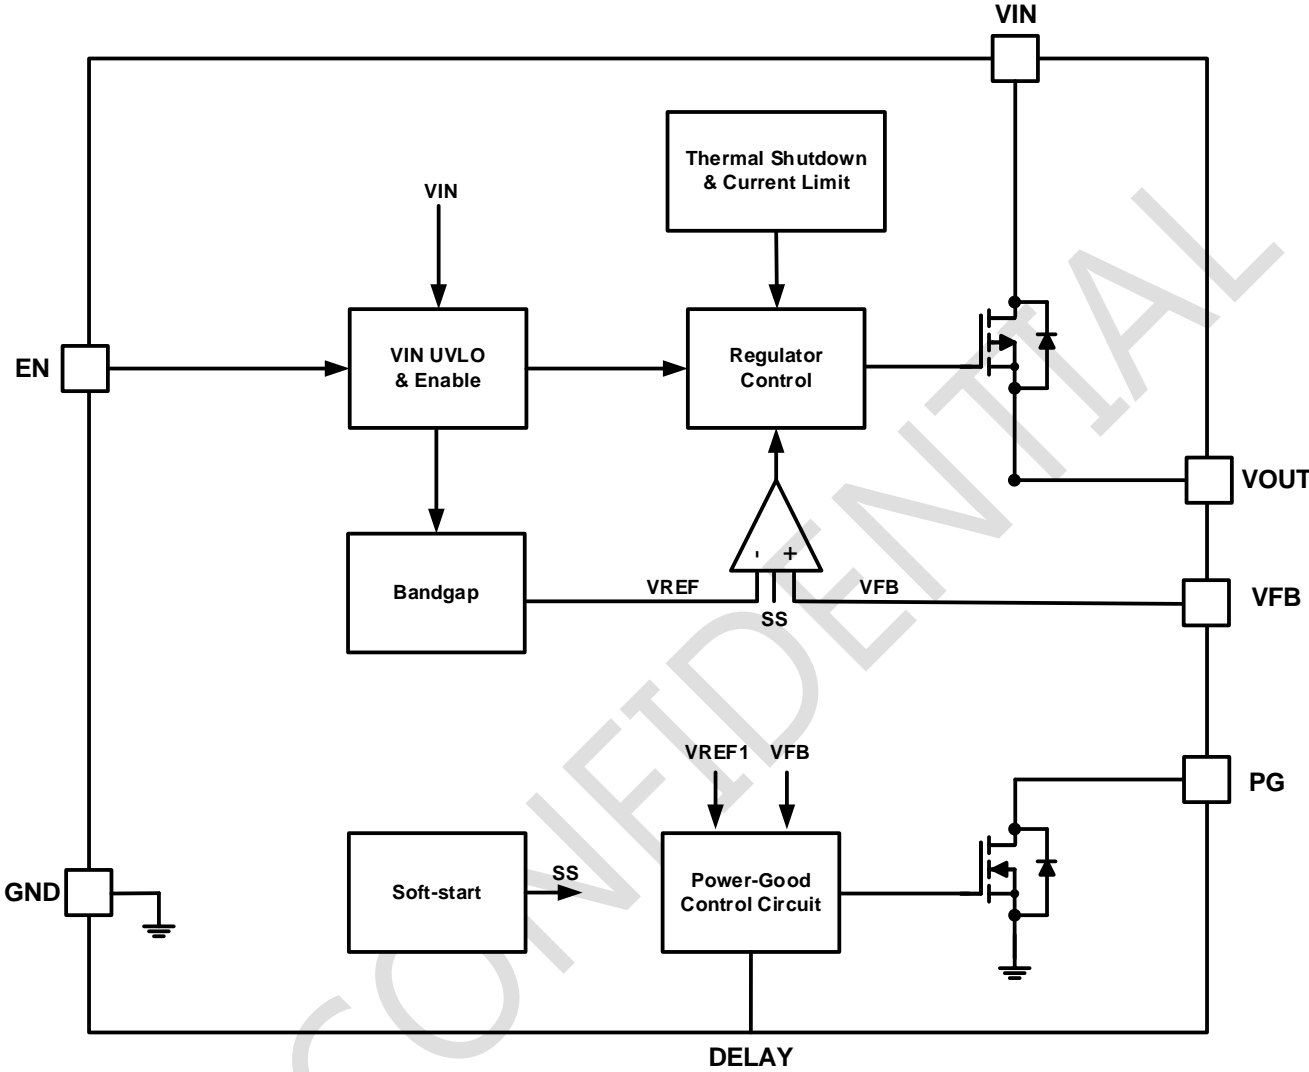 VIN
Thermal Shutdown
& Current Limit
VIN
EN
VIN UVLO
& Enable
Regulator
Control
VOUT
- +
Bandgap
VREF
SS
VFB
VFB
VREF1
VFB
PG
GND
Soft-start
SS
Power-Good
Control Circuit
DELAY
CONFIDENTIAL